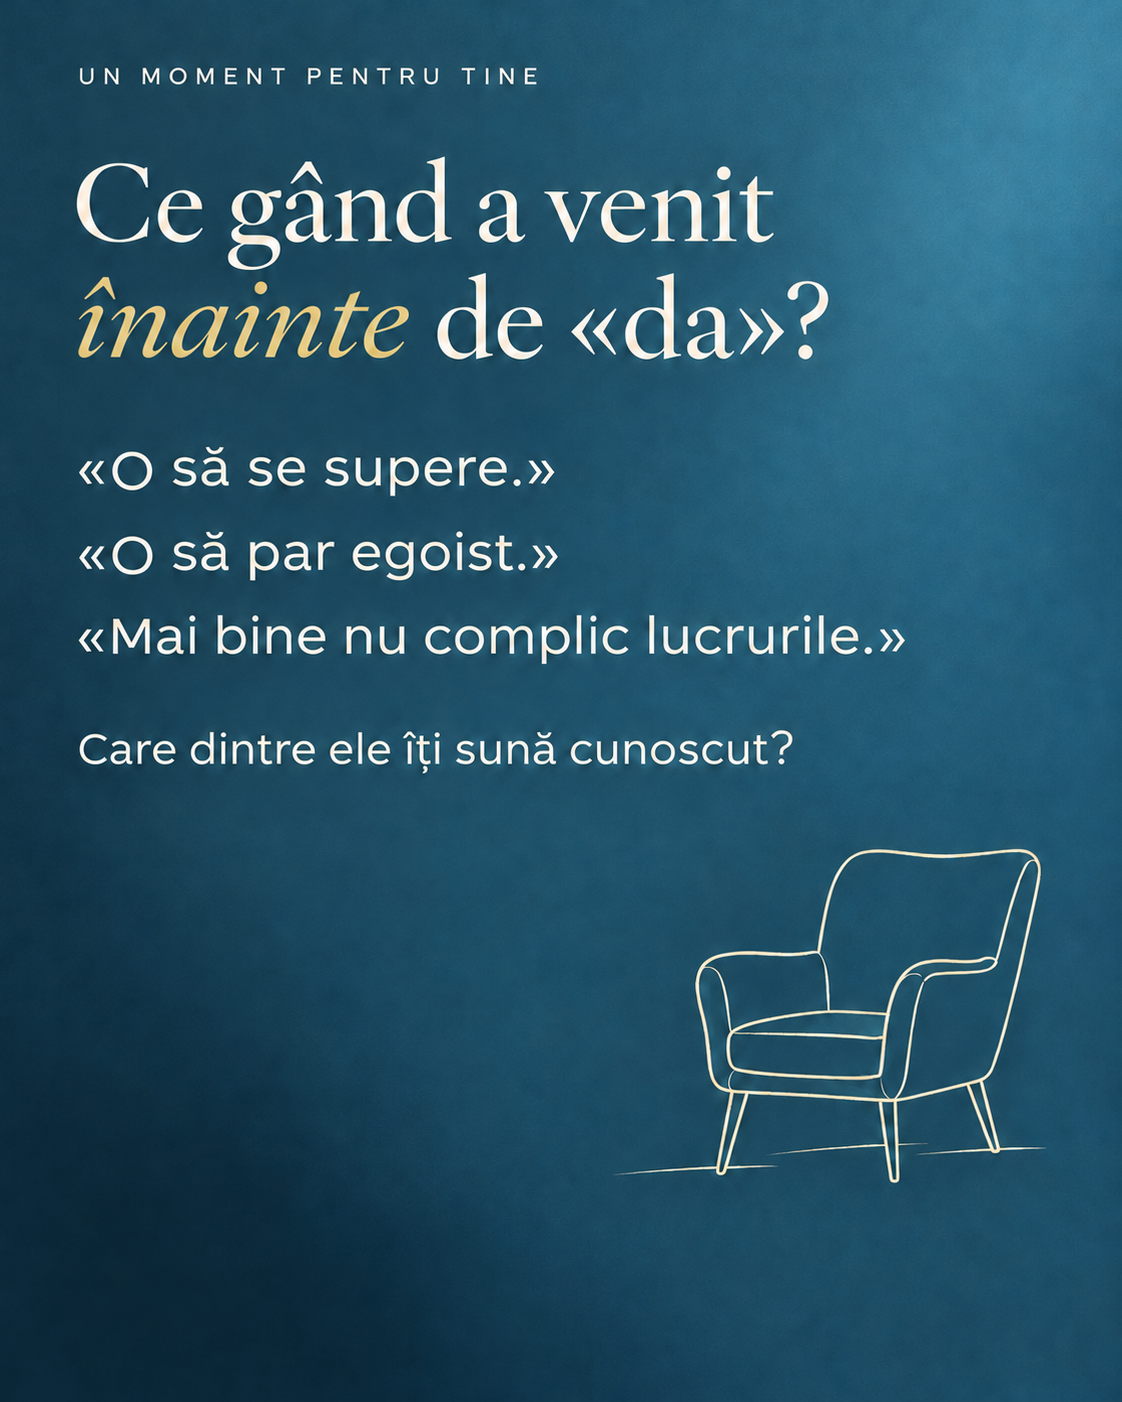 UN MOMENT PENTRU TINE
Ce gând a venit
înainte de «da»?
«O să se supere.»
«O să par egoist.»
«Mai bine nu complic lucrurile.»
Care dintre ele îți sună cunoscut?